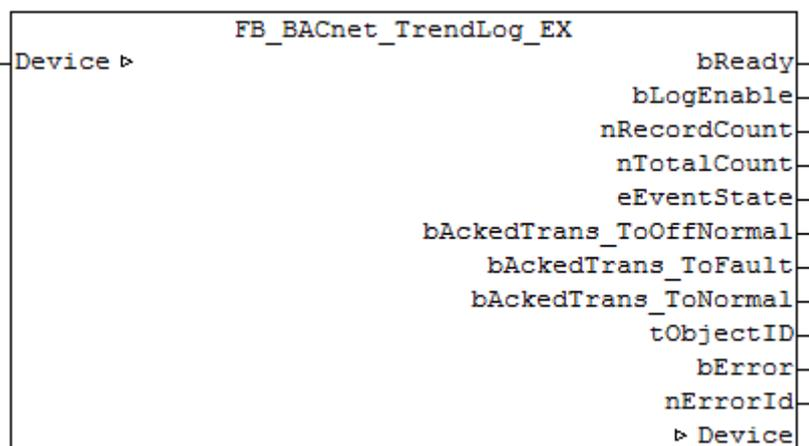 FB_BACnet_TrendLog_EX
Device ▹ bReady
bLogEnable
nRecordCount
nTotalCount
eEventState
bAckedTrans_ToOffNormal
bAckedTrans_ToFault
bAckedTrans_ToNormal
tObjectID
bError
nErrorId
▹ Device